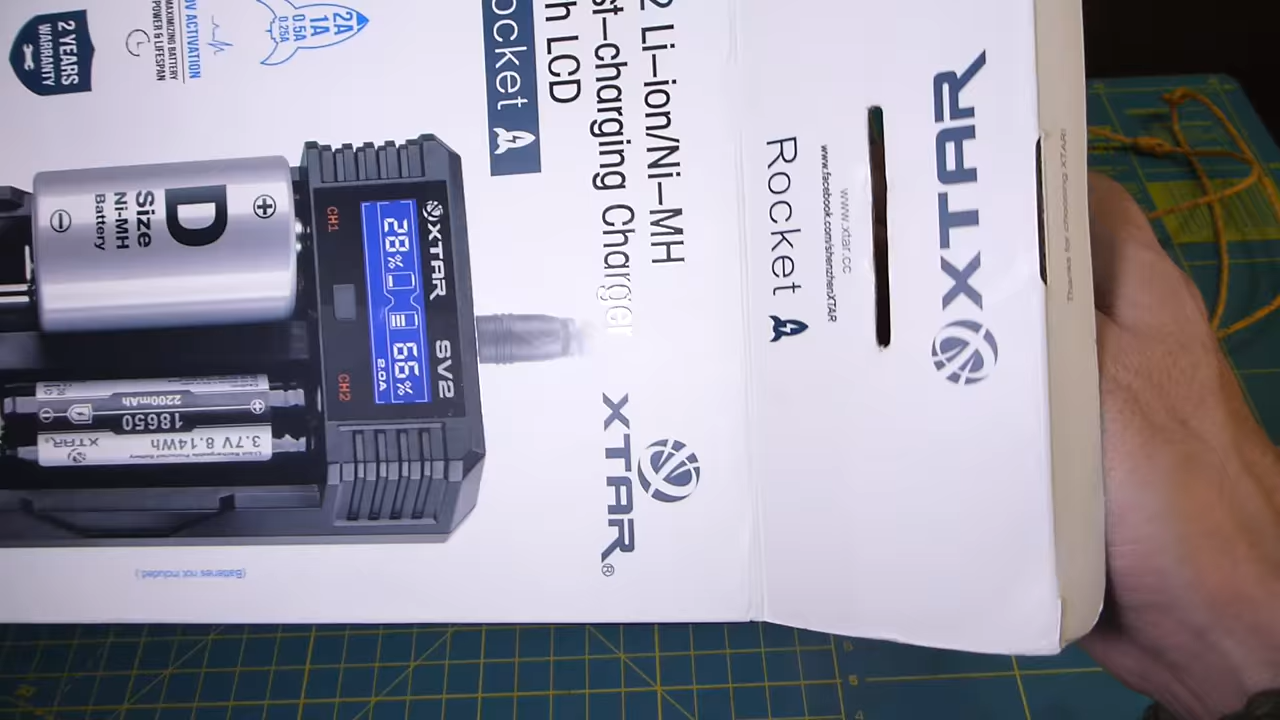 XTAR
www.xtar.cc
www.facebook.com/shenzhenXTAR
Rocket
2 Li-ion/Ni-MH
st-charging Charger
h LCD
ocket
XTAR®
2A
1A
0.5A
0.25A
0V ACTIVATION
MAXIMIZING BATTERY
POWER & LIFESPAN
2 YEARS
WARRANTY
XTAR
SV2
28%
66%
2.0A
CH1
CH2
D
Size
Ni-MH
Battery
3.7V 8.14Wh
XTAR
18650
2200mAh
(Batteries not included.)